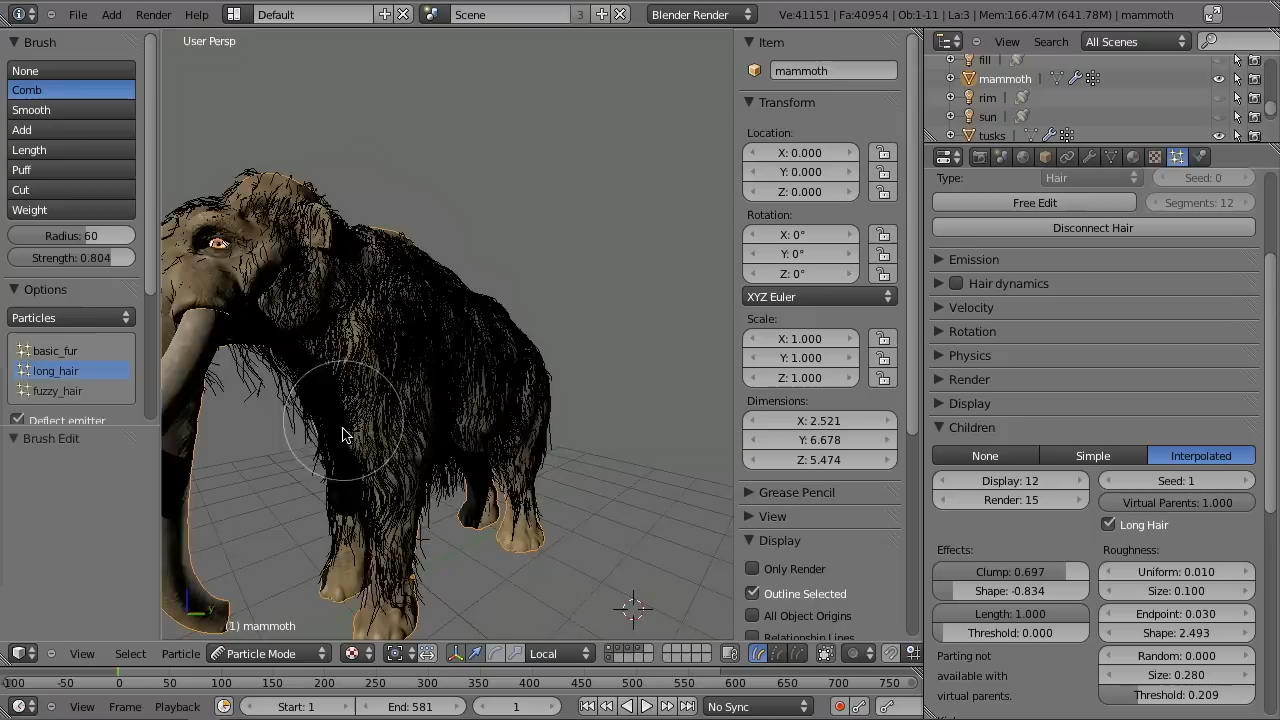 File Add Render Help Default Scene 3 Blender Render Ve:41151 | Fa:40954 | Ob:1-11 | La:3 | Mem:166.47M (641.78M) | mammoth
Brush
None
Comb
Smooth
Add
Length
Puff
Cut
Weight
Radius: 60
Strength: 0.804
Options
Particles
basic_fur
long_hair
fuzzy_hair
Deflect emitter
Brush Edit
User Persp
y
(1) mammoth
Item
mammoth
Transform
Location:
X: 0.000
Y: 0.000
Z: 0.000
Rotation:
X: 0°
Y: 0°
Z: 0°
XYZ Euler
Scale:
X: 1.000
Y: 1.000
Z: 1.000
Dimensions:
X: 2.521
Y: 6.678
Z: 5.474
Grease Pencil
View
Display
Only Render
Outline Selected
All Object Origins
Relationship Lines
View Search All Scenes
fill
mammoth
rim
sun
tusks
Type: Hair Seed: 0
Free Edit Segments: 12
Disconnect Hair
Emission
Hair dynamics
Velocity
Rotation
Physics
Render
Display
Children
None Simple Interpolated
Display: 12 Seed: 1
Render: 15 Virtual Parents: 1.000
Long Hair
Effects: Roughness:
Clump: 0.697 Uniform: 0.010
Shape: -0.834 Size: 0.100
Length: 1.000 Endpoint: 0.030
Threshold: 0.000 Shape: 2.493
Parting not Random: 0.000
available with Size: 0.280
virtual parents. Threshold: 0.209
View Select Particle Particle Mode Local
-100 0 50 100 150 200 250 300 350 400 450 500 550 600 650 700 750
View Frame Playback Start: 1 End: 581 1 No Sync